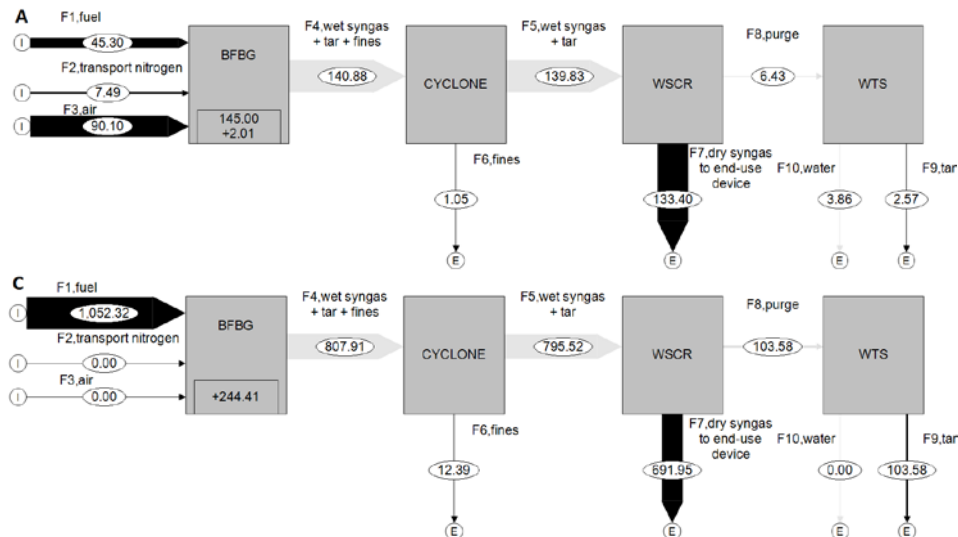 A
F1,fuel
I
45.30
F2,transport nitrogen
I
7.49
F3,air
I
90.10
BFBG
145.00
+2.01
F4,wet syngas
+ tar + fines
140.88
CYCLONE
F6,fines
1.05
E
F5,wet syngas
+ tar
139.83
WSCR
F7,dry syngas
to end-use
device
133.40
E
F8,purge
6.43
WTS
F10,water
3.86
E
F9,tar
2.57
E
C
F1,fuel
I
1.052.32
F2,transport nitrogen
I
0.00
F3,air
I
0.00
BFBG
+244.41
F4,wet syngas
+ tar + fines
807.91
CYCLONE
F6,fines
12.39
E
F5,wet syngas
+ tar
795.52
WSCR
F7,dry syngas
to end-use
device
691.95
E
F8,purge
103.58
WTS
F10,water
0.00
E
F9,tar
103.58
E